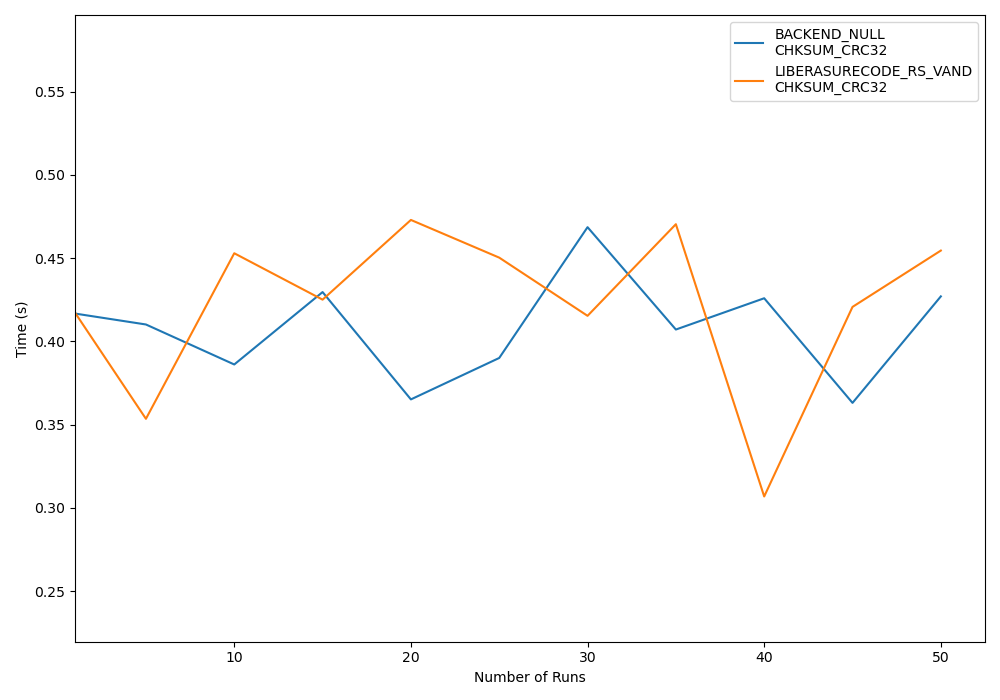 BACKEND_NULL
CHKSUM_CRC32
LIBERASURECODE_RS_VAND
CHKSUM_CRC32
0.55
0.50
0.45
0.40
0.35
0.30
0.25
Time (s)
10 20 30 40 50
Number of Runs